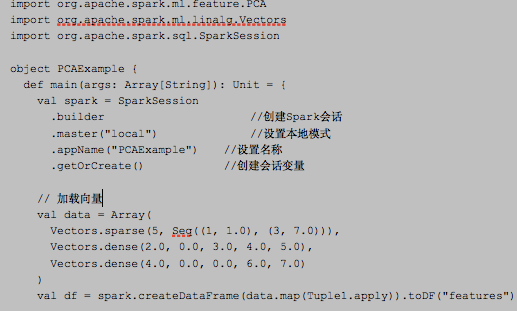 import org.apache.spark.ml.feature.PCA
import org.apache.spark.ml.linalg.Vectors
import org.apache.spark.sql.SparkSession

object PCAExample {
  def main(args: Array[String]): Unit = {
    val spark = SparkSession
      .builder                    //创建Spark会话
      .master("local")            //设置本地模式
      .appName("PCAExample")    //设置名称
      .getOrCreate()            //创建会话变量

    // 加载向量
    val data = Array(
      Vectors.sparse(5, Seq((1, 1.0), (3, 7.0))),
      Vectors.dense(2.0, 0.0, 3.0, 4.0, 5.0),
      Vectors.dense(4.0, 0.0, 0.0, 6.0, 7.0)
    )
    val df = spark.createDataFrame(data.map(Tuple1.apply)).toDF("features")